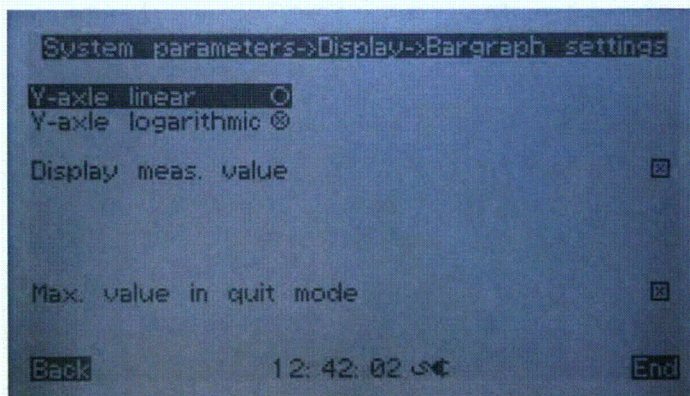 System parameters->Display->Bargraph settings
Y-axle linear
Y-axle logarithmic
Display meas. value
Max. value in quit mode
Back 12:42:02 End